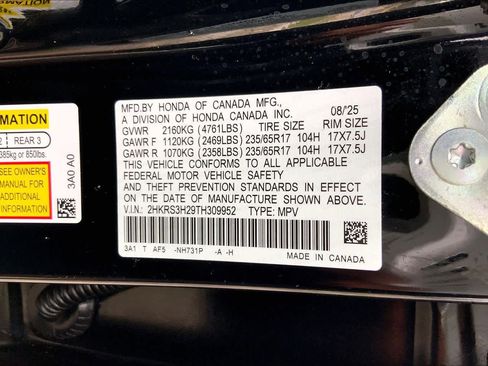 MFD.BY HONDA OF CANADA MFG., 08/'25
A DIVISION OF HONDA CANADA INC.
GVWR 2160KG (4761LBS) TIRE SIZE RIM SIZE
GAWR F 1120KG (2469LBS) 235/65R17 104H 17X7.5J
GAWR R 1070KG (2358LBS) 235/65R17 104H 17X7.5J
THIS VEHICLE CONFORMS TO ALL APPLICABLE
FEDERAL MOTOR VEHICLE SAFETY
AND THEFT PREVENTION STANDARDS IN EFFECT
ON THE DATE OF MANUFACTURE SHOWN ABOVE.
V.I.N.: 2HKRS3H29TH309952 TYPE: MPV
3A1 T AF5 -NH731P -A -H
MADE IN CANADA
MATION
2 REAR 3
385kg or 850lbs.
SEE OWNER'S
MANUAL FOR
ADDITIONAL
3A0 A0